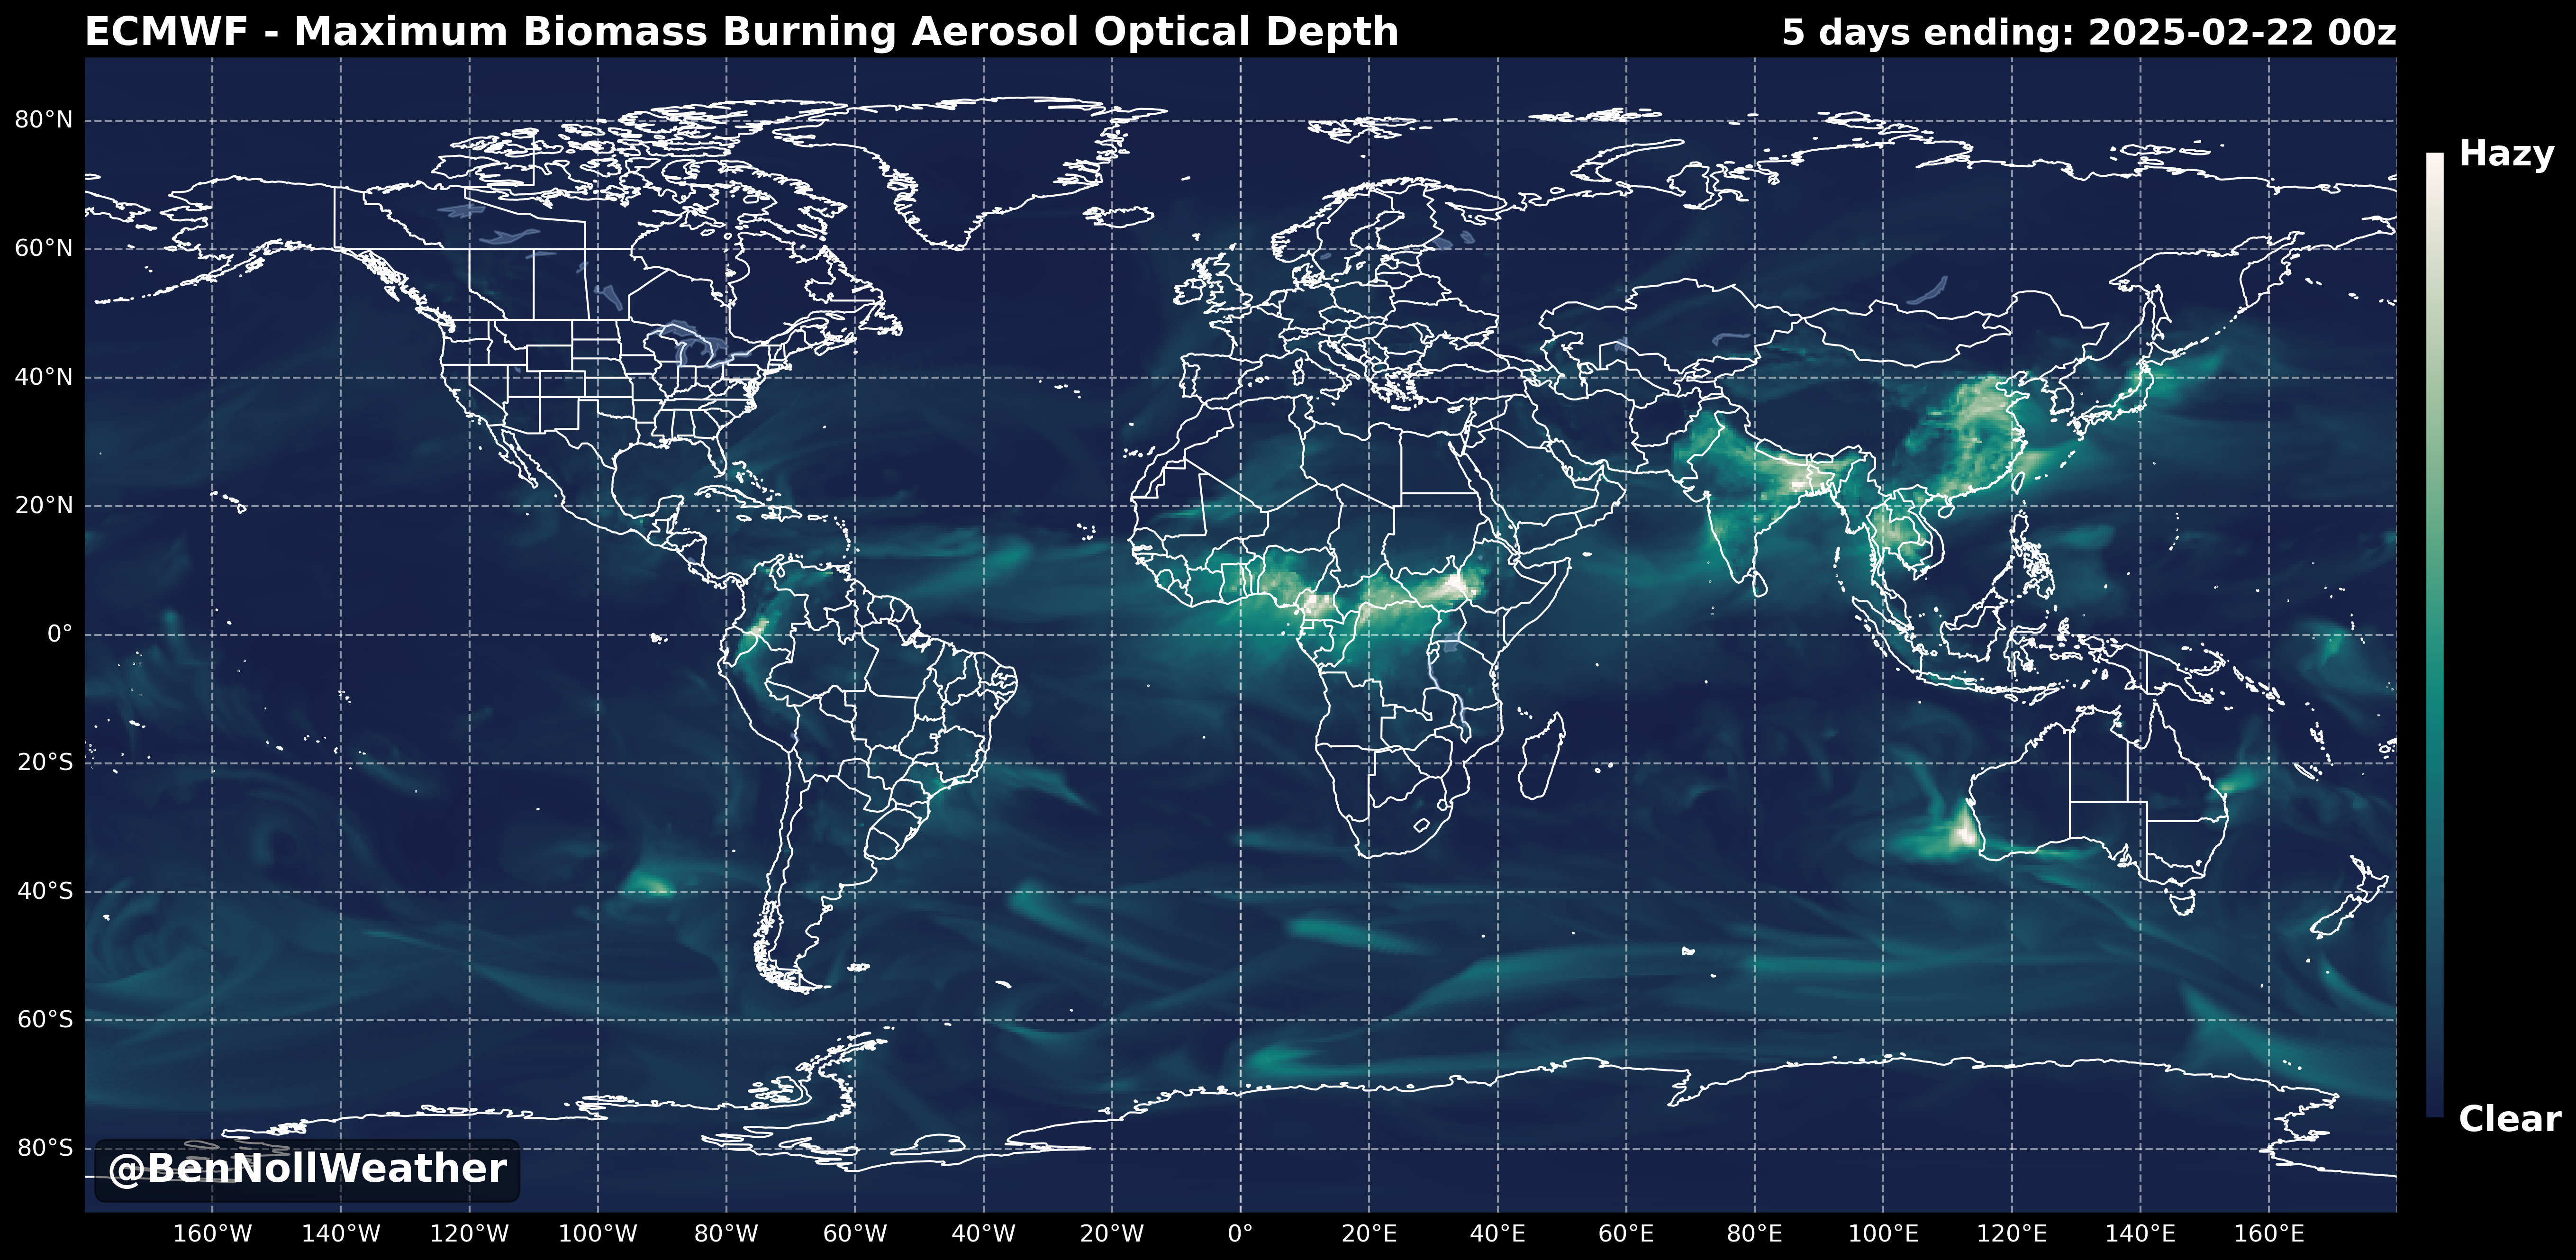 ECMWF - Maximum Biomass Burning Aerosol Optical Depth
5 days ending: 2025-02-22 00z
Hazy
80°N
60°N
40°N
20°N
0°
20°S
40°S
60°S
80°S
Clear
@BenNollWeather
160°W 140°W 120°W 100°W 80°W 60°W 40°W 20°W 0° 20°E 40°E 60°E 80°E 100°E 120°E 140°E 160°E